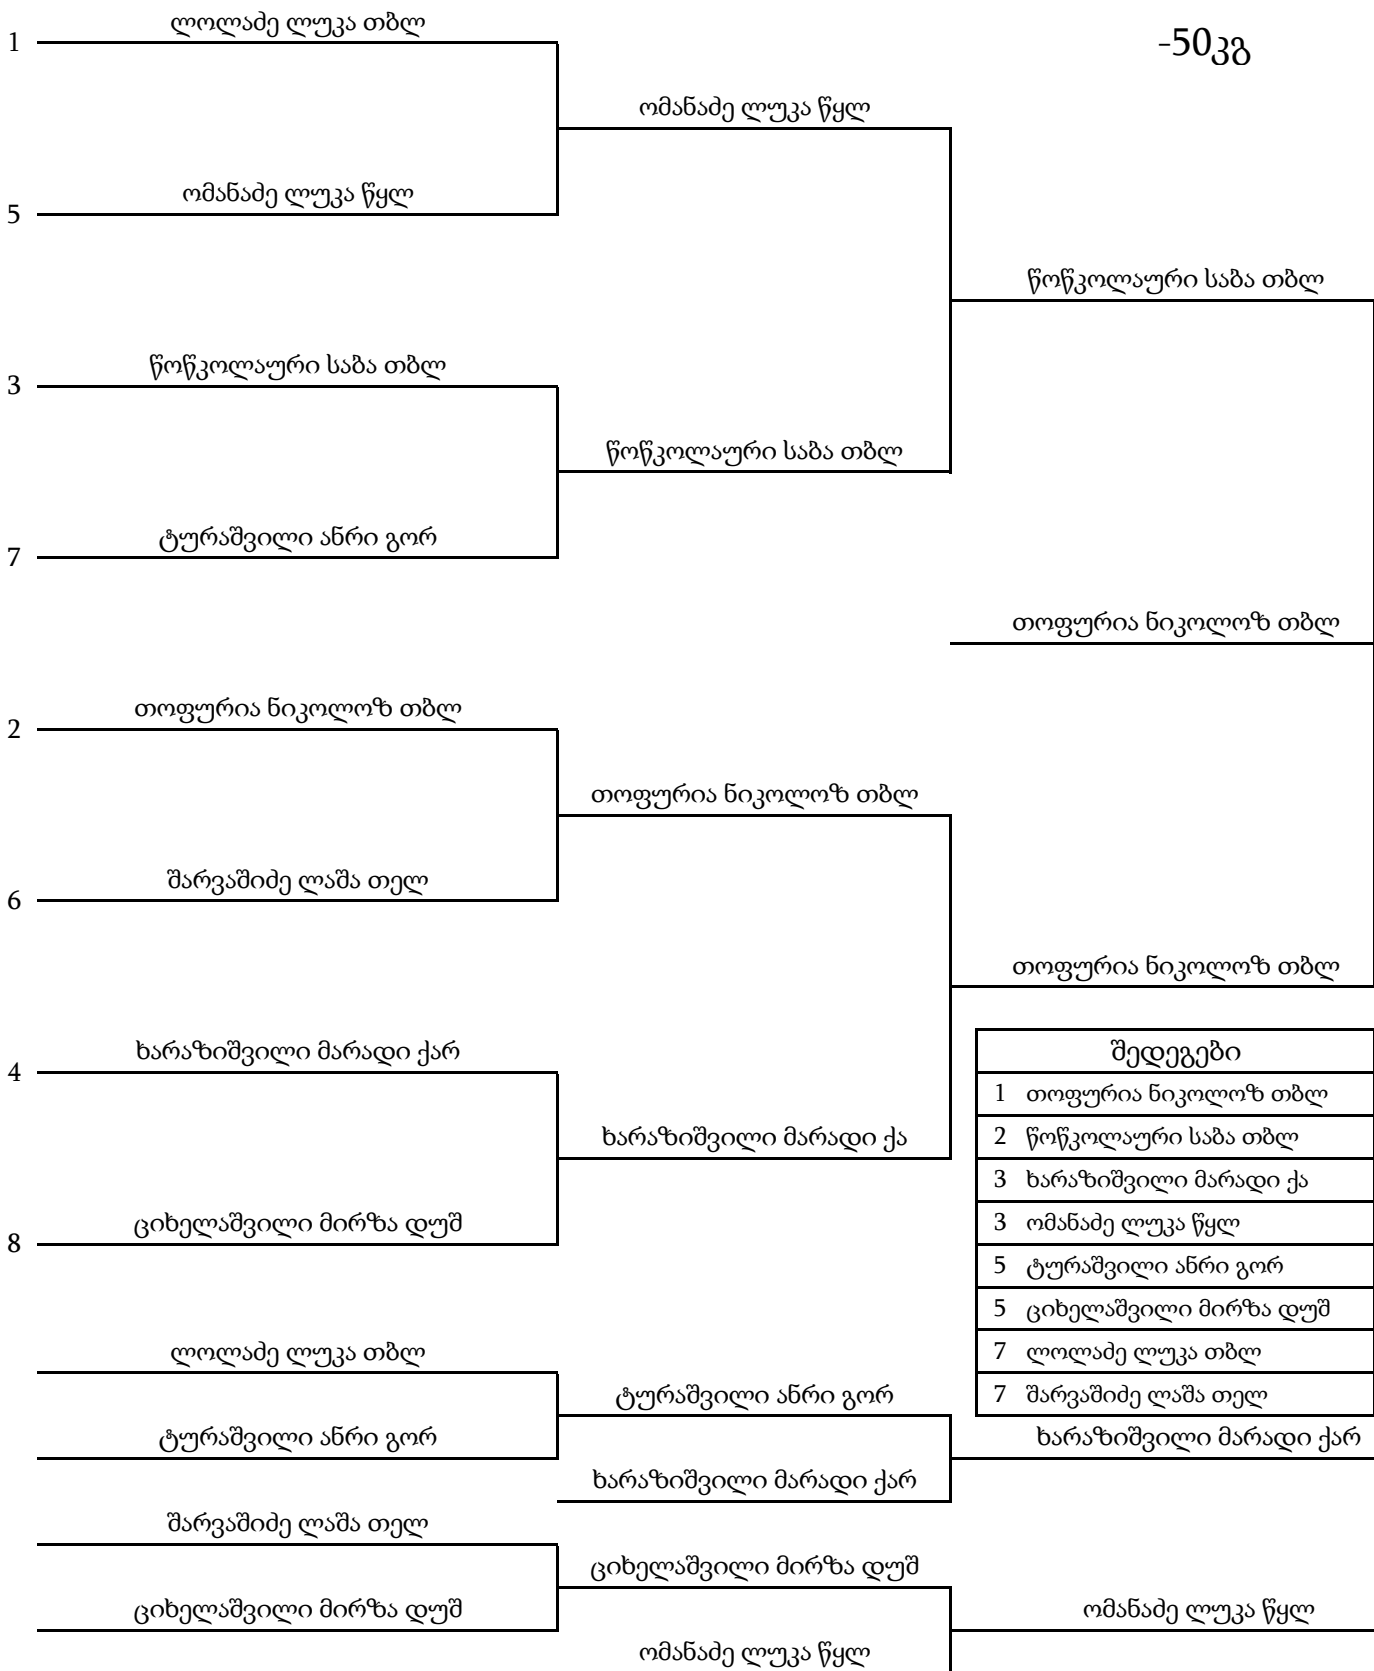 ლოლაძე ლუკა თბლ
1
-50კგ
ომანაძე ლუკა წყლ
ომანაძე ლუკა წყლ
5
წოწკოლაური საბა თბლ
წოწკოლაური საბა თბლ
3
წოწკოლაური საბა თბლ
ტურაშვილი ანრი გორ
7
თოფურია ნიკოლოზ თბლ
თოფურია ნიკოლოზ თბლ
2
თოფურია ნიკოლოზ თბლ
შარვაშიძე ლაშა თელ
6
თოფურია ნიკოლოზ თბლ
ხარაზიშვილი მარადი ქარ
4
ხარაზიშვილი მარადი ქა
ციხელაშვილი მირზა დუშ
8
შედეგები
1 თოფურია ნიკოლოზ თბლ
2 წოწკოლაური საბა თბლ
3 ხარაზიშვილი მარადი ქა
3 ომანაძე ლუკა წყლ
5 ტურაშვილი ანრი გორ
5 ციხელაშვილი მირზა დუშ
7 ლოლაძე ლუკა თბლ
7 შარვაშიძე ლაშა თელ
ლოლაძე ლუკა თბლ
ტურაშვილი ანრი გორ
ტურაშვილი ანრი გორ
ხარაზიშვილი მარადი ქარ
ხარაზიშვილი მარადი ქარ
შარვაშიძე ლაშა თელ
ციხელაშვილი მირზა დუშ
ციხელაშვილი მირზა დუშ
ომანაძე ლუკა წყლ
ომანაძე ლუკა წყლ